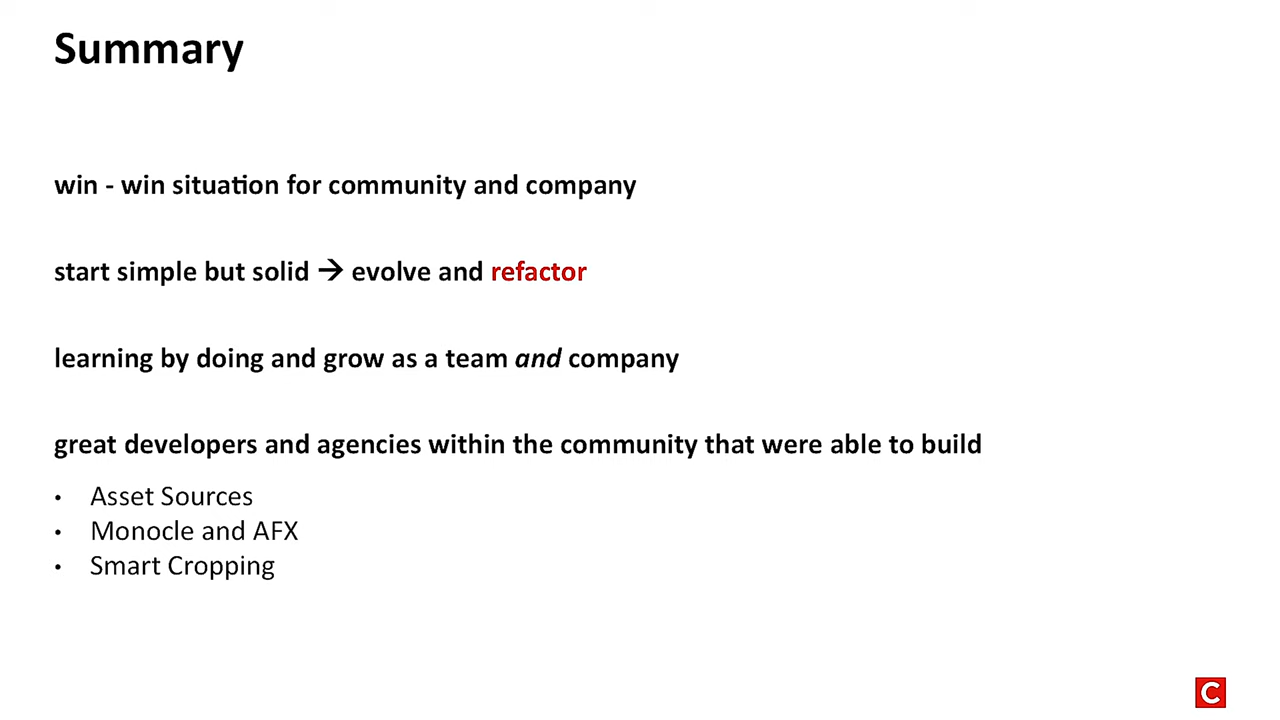 Summary
win - win situation for community and company
start simple but solid → evolve and refactor
learning by doing and grow as a team and company
great developers and agencies within the community that were able to build
• Asset Sources
• Monocle and AFX
• Smart Cropping
C